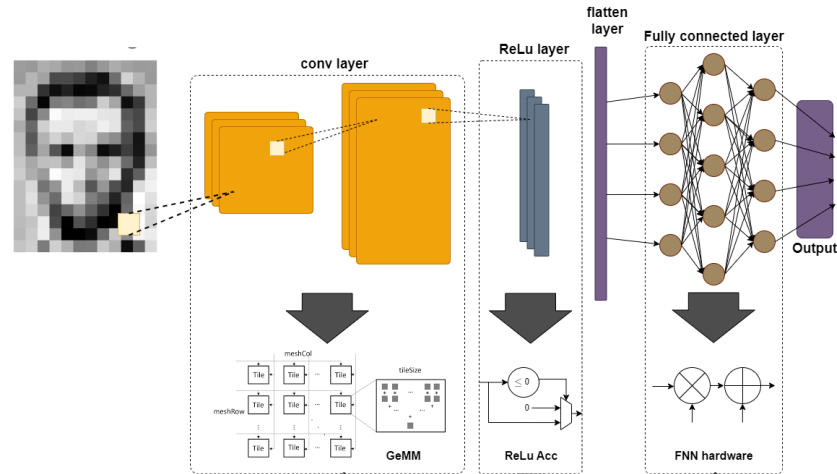 conv layer
ReLu layer
flatten
layer
Fully connected layer
Output
meshCol
meshRow
Tile Tile ... Tile
Tile Tile ... Tile
Tile Tile ... Tile
tileSize
GeMM
≤ 0
0
ReLu Acc
FNN hardware